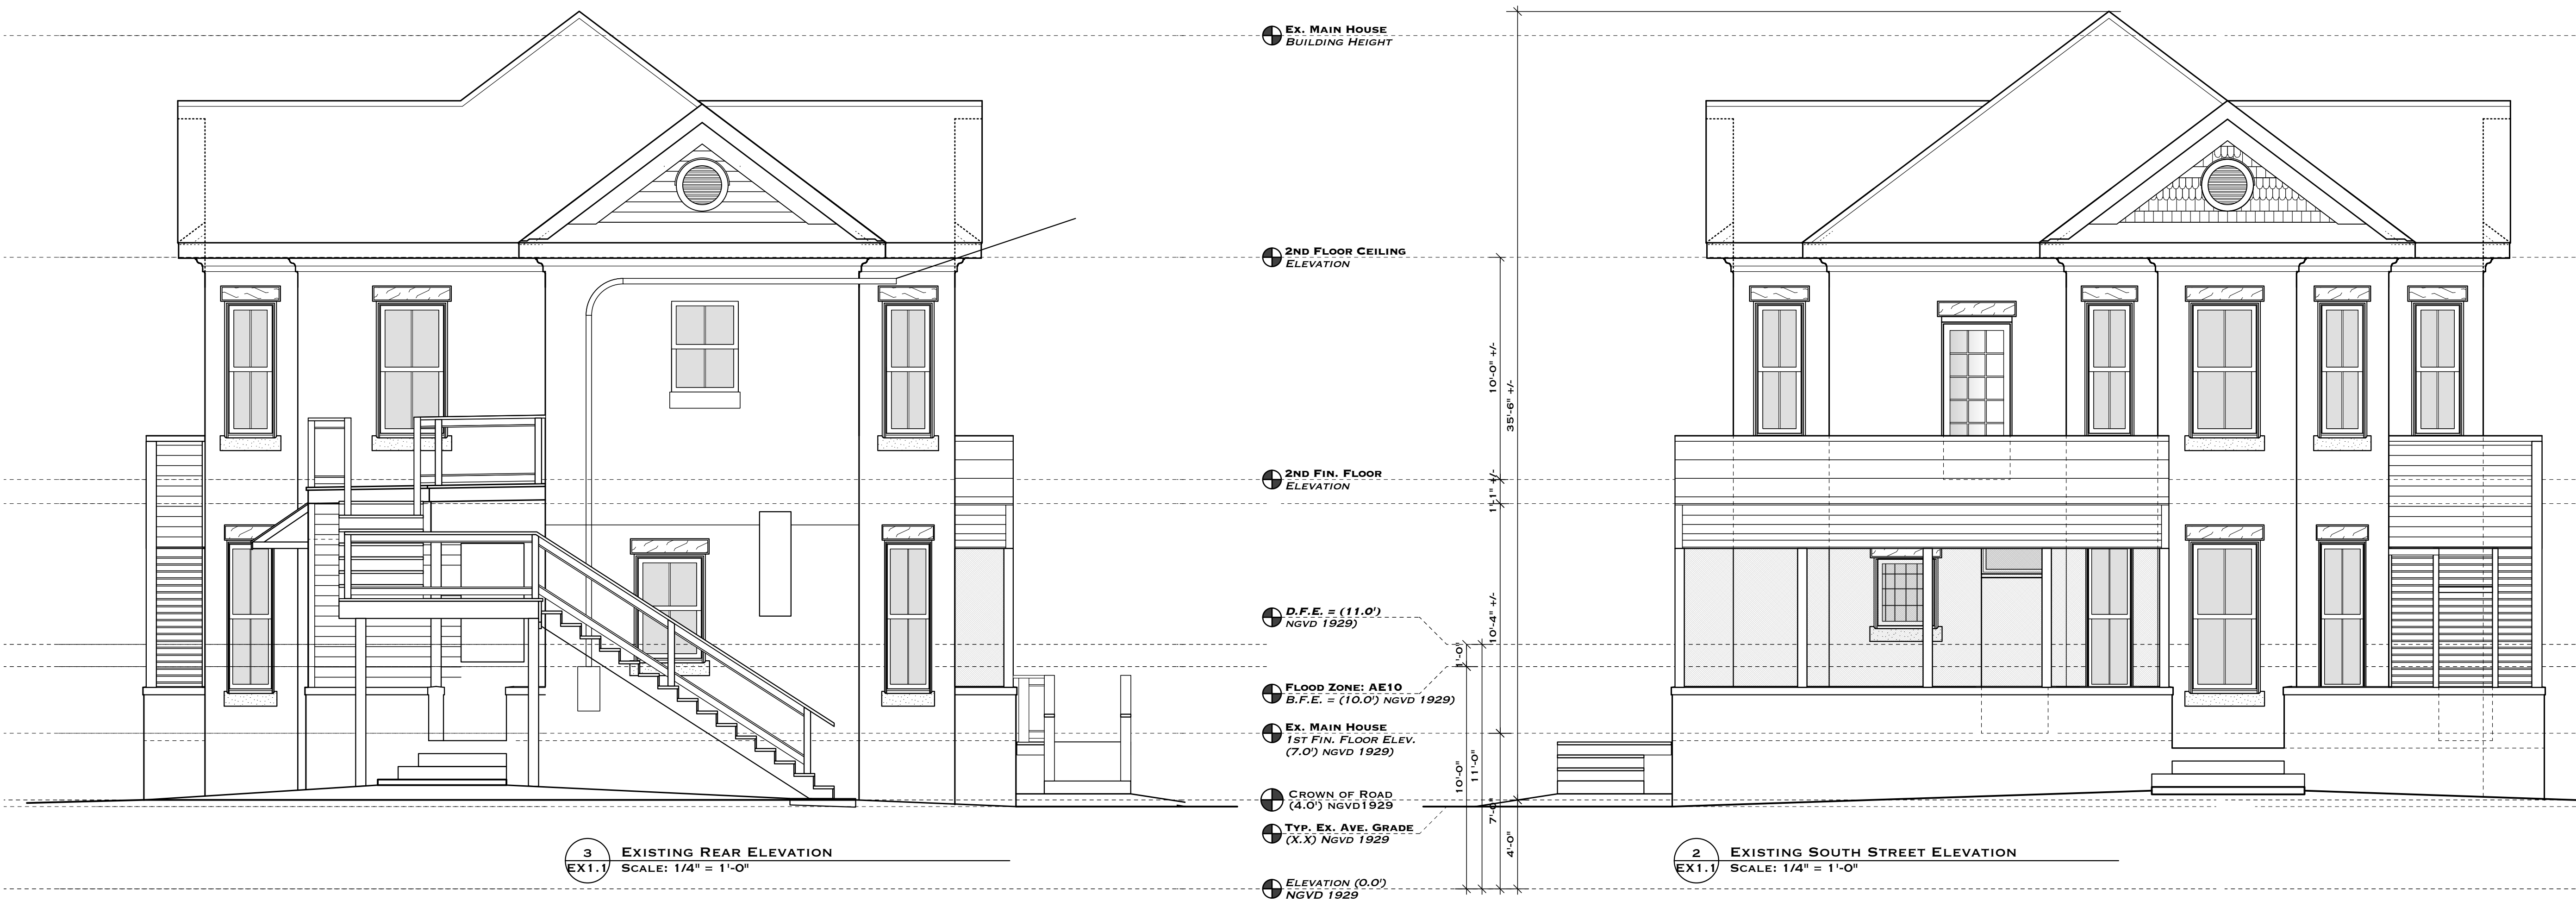 Ex. Main House
Building Height
2nd Floor Ceiling
Elevation
10'-0" +/-
35'-6" +/-
2nd Fin. Floor
Elevation
1'-1" +/-
D.F.E. = (11.0')
NGVD 1929)
10'-4" +/-
1'-0"
Flood Zone: AE10
B.F.E. = (10.0') NGVD 1929)
Ex. Main House
1st Fin. Floor Elev.
(7.0') NGVD 1929)
10'-0"
11'-0"
Crown of Road
(4.0') NGVD1929
7'-0"
Typ. Ex. Ave. Grade
(X.X) NGVD 1929
4'-0"
Elevation (0.0')
NGVD 1929
3
EX1.1
Existing Rear Elevation
Scale: 1/4" = 1'-0"
2
EX1.1
Existing South Street Elevation
Scale: 1/4" = 1'-0"